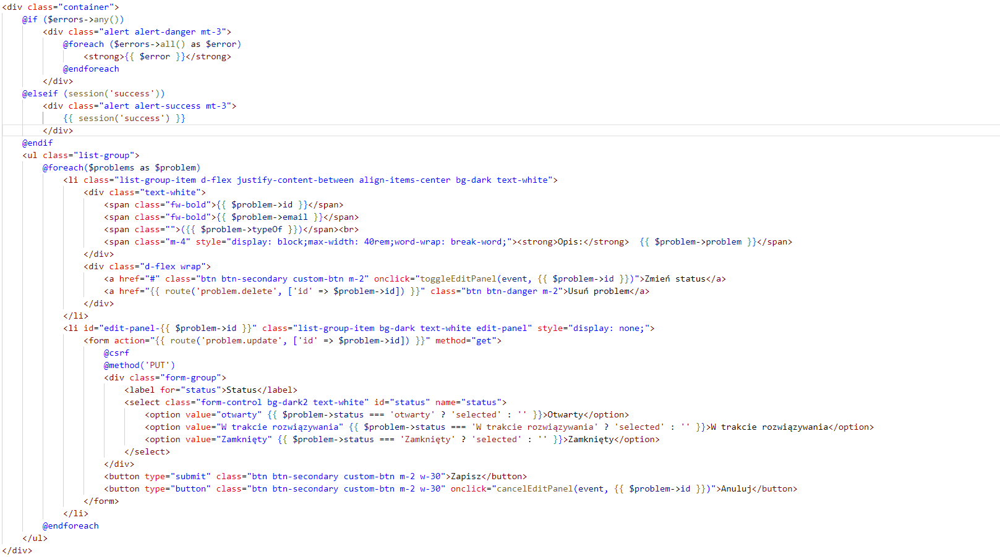 <div class="container">
    @if ($errors->any())
        <div class="alert alert-danger mt-3">
            @foreach ($errors->all() as $error)
                <strong>{{ $error }}</strong>
            @endforeach
        </div>
    @elseif (session('success'))
        <div class="alert alert-success mt-3">
            {{ session('success') }}
        </div>
    @endif
    <ul class="list-group">
        @foreach($problems as $problem)
            <li class="list-group-item d-flex justify-content-between align-items-center bg-dark text-white">
                <div class="text-white">
                    <span class="fw-bold">{{ $problem->id }}</span>
                    <span class="fw-bold">{{ $problem->email }}</span>
                    <span class="">({{ $problem->typeOf }})</span><br>
                    <span class="m-4" style="display: block;max-width: 40rem;word-wrap: break-word;"><strong>Opis:</strong>  {{ $problem->problem }}</span>
                </div>
                <div class="d-flex wrap">
                    <a href="#" class="btn btn-secondary custom-btn m-2" onclick="toggleEditPanel(event, {{ $problem->id }})">Zmień status</a>
                    <a href="{{ route('problem.delete', ['id' => $problem->id]) }}" class="btn btn-danger m-2">Usuń problem</a>
                </div>
            </li>
            <li id="edit-panel-{{ $problem->id }}" class="list-group-item bg-dark text-white edit-panel" style="display: none;">
                <form action="{{ route('problem.update', ['id' => $problem->id]) }}" method="get">
                    @csrf
                    @method('PUT')
                    <div class="form-group">
                        <label for="status">Status</label>
                        <select class="form-control bg-dark2 text-white" id="status" name="status">
                            <option value="otwarty" {{ $problem->status === 'otwarty' ? 'selected' : '' }}>Otwarty</option>
                            <option value="W trakcie rozwiązywania" {{ $problem->status === 'W trakcie rozwiązywania' ? 'selected' : '' }}>W trakcie rozwiązywania</option>
                            <option value="Zamknięty" {{ $problem->status === 'Zamknięty' ? 'selected' : '' }}>Zamknięty</option>
                        </select>
                    </div>
                    <button type="submit" class="btn btn-secondary custom-btn m-2 w-30">Zapisz</button>
                    <button type="button" class="btn btn-secondary custom-btn m-2 w-30" onclick="cancelEditPanel(event, {{ $problem->id }})">Anuluj</button>
                </form>
            </li>
        @endforeach
    </ul>
</div>